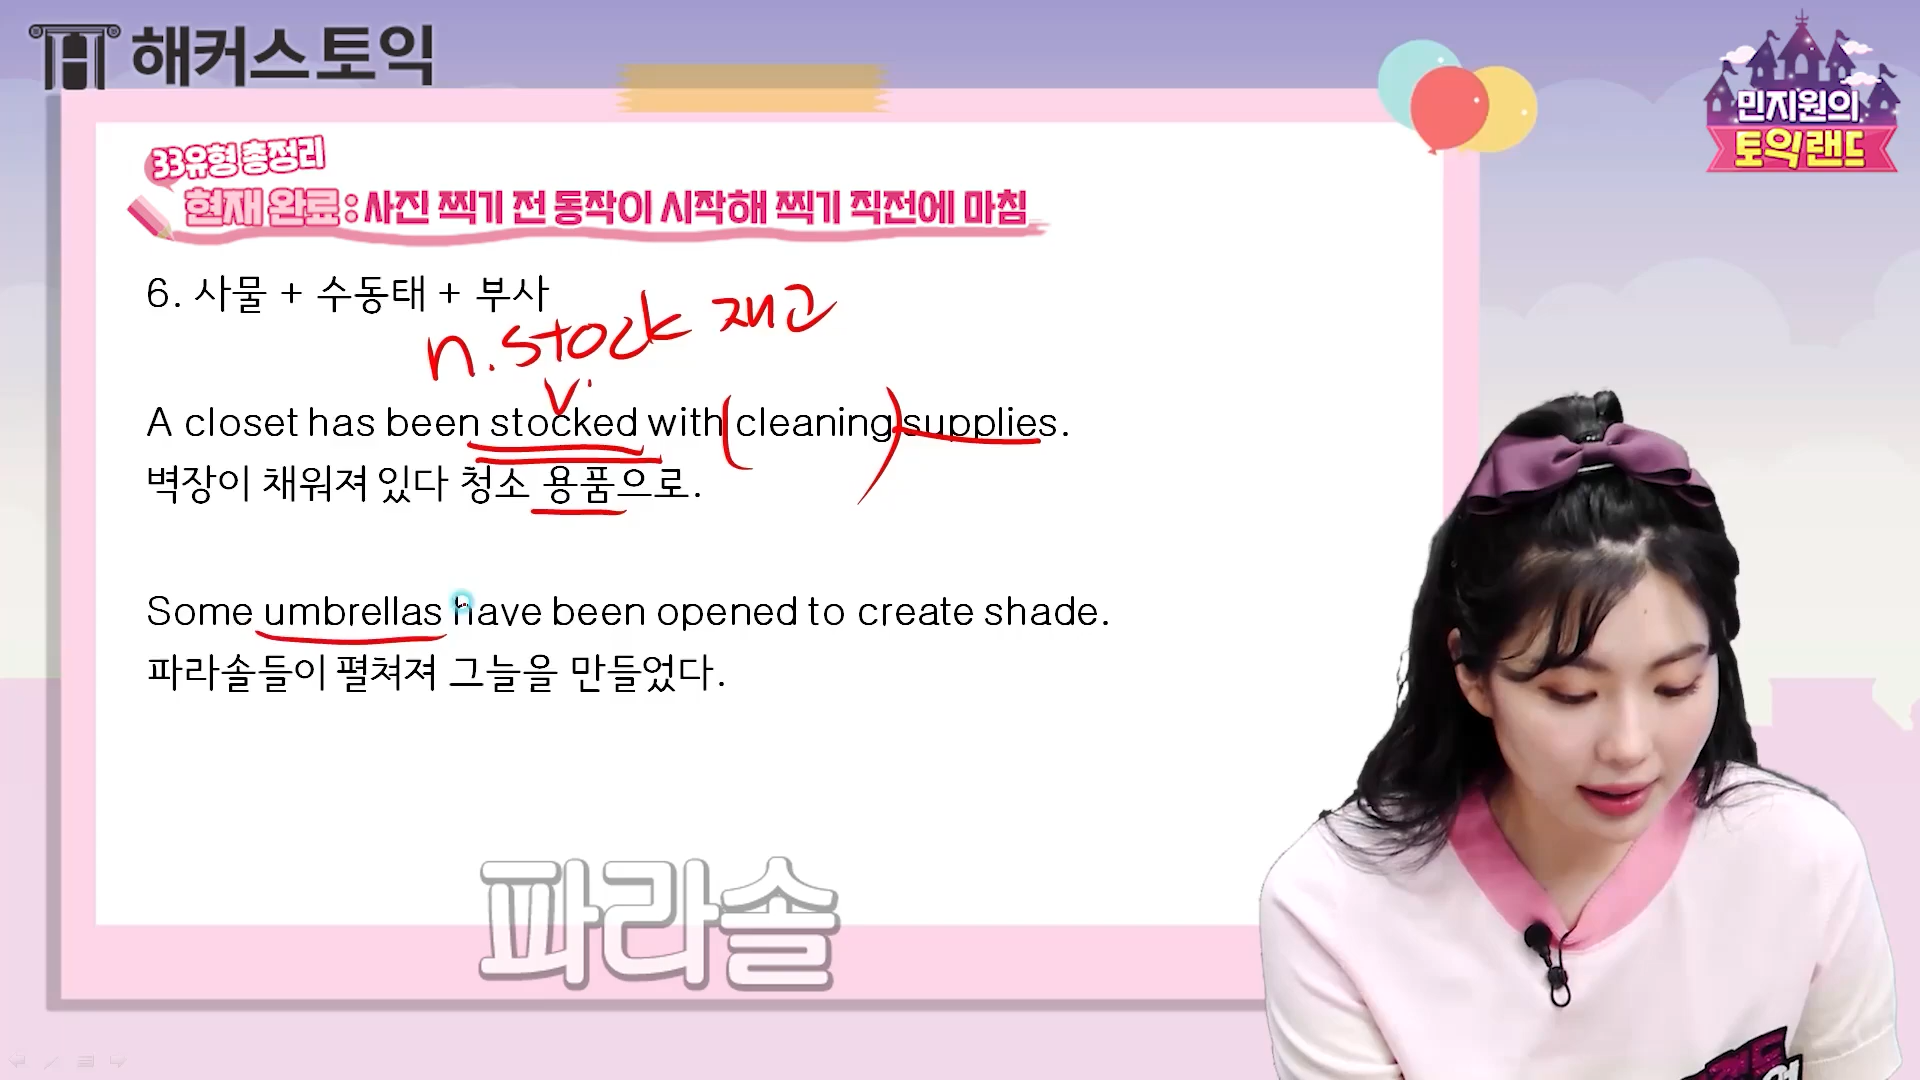 해커스토익
민지원의
토익랜드
33유형 총정리
현재 완료 : 사진 찍기 전 동작이 시작해 찍기 직전에 마침
6. 사물 + 수동태 + 부사
n. stock 재고
v.
A closet has been stocked with (cleaning) supplies.
벽장이 채워져 있다 청소 용품으로.
Some umbrellas have been opened to create shade.
파라솔들이 펼쳐져 그늘을 만들었다.
파라솔